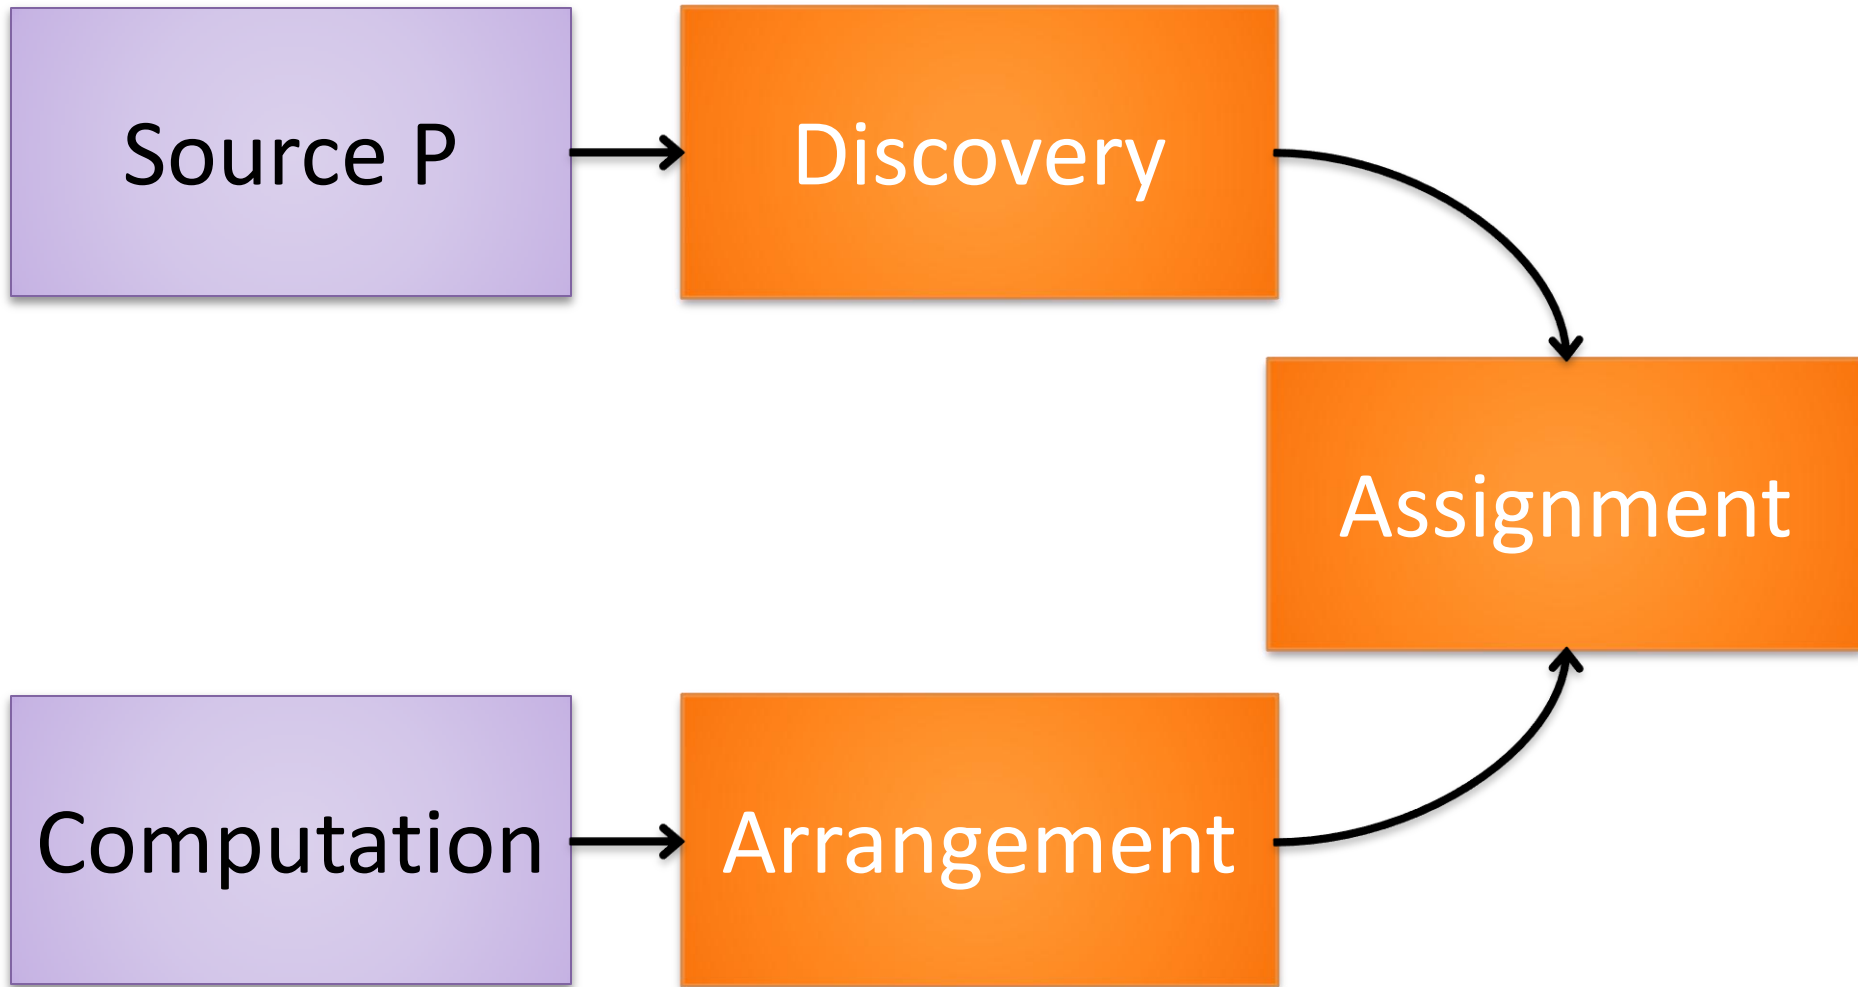 Source P
Discovery
Assignment
Computation
Arrangement